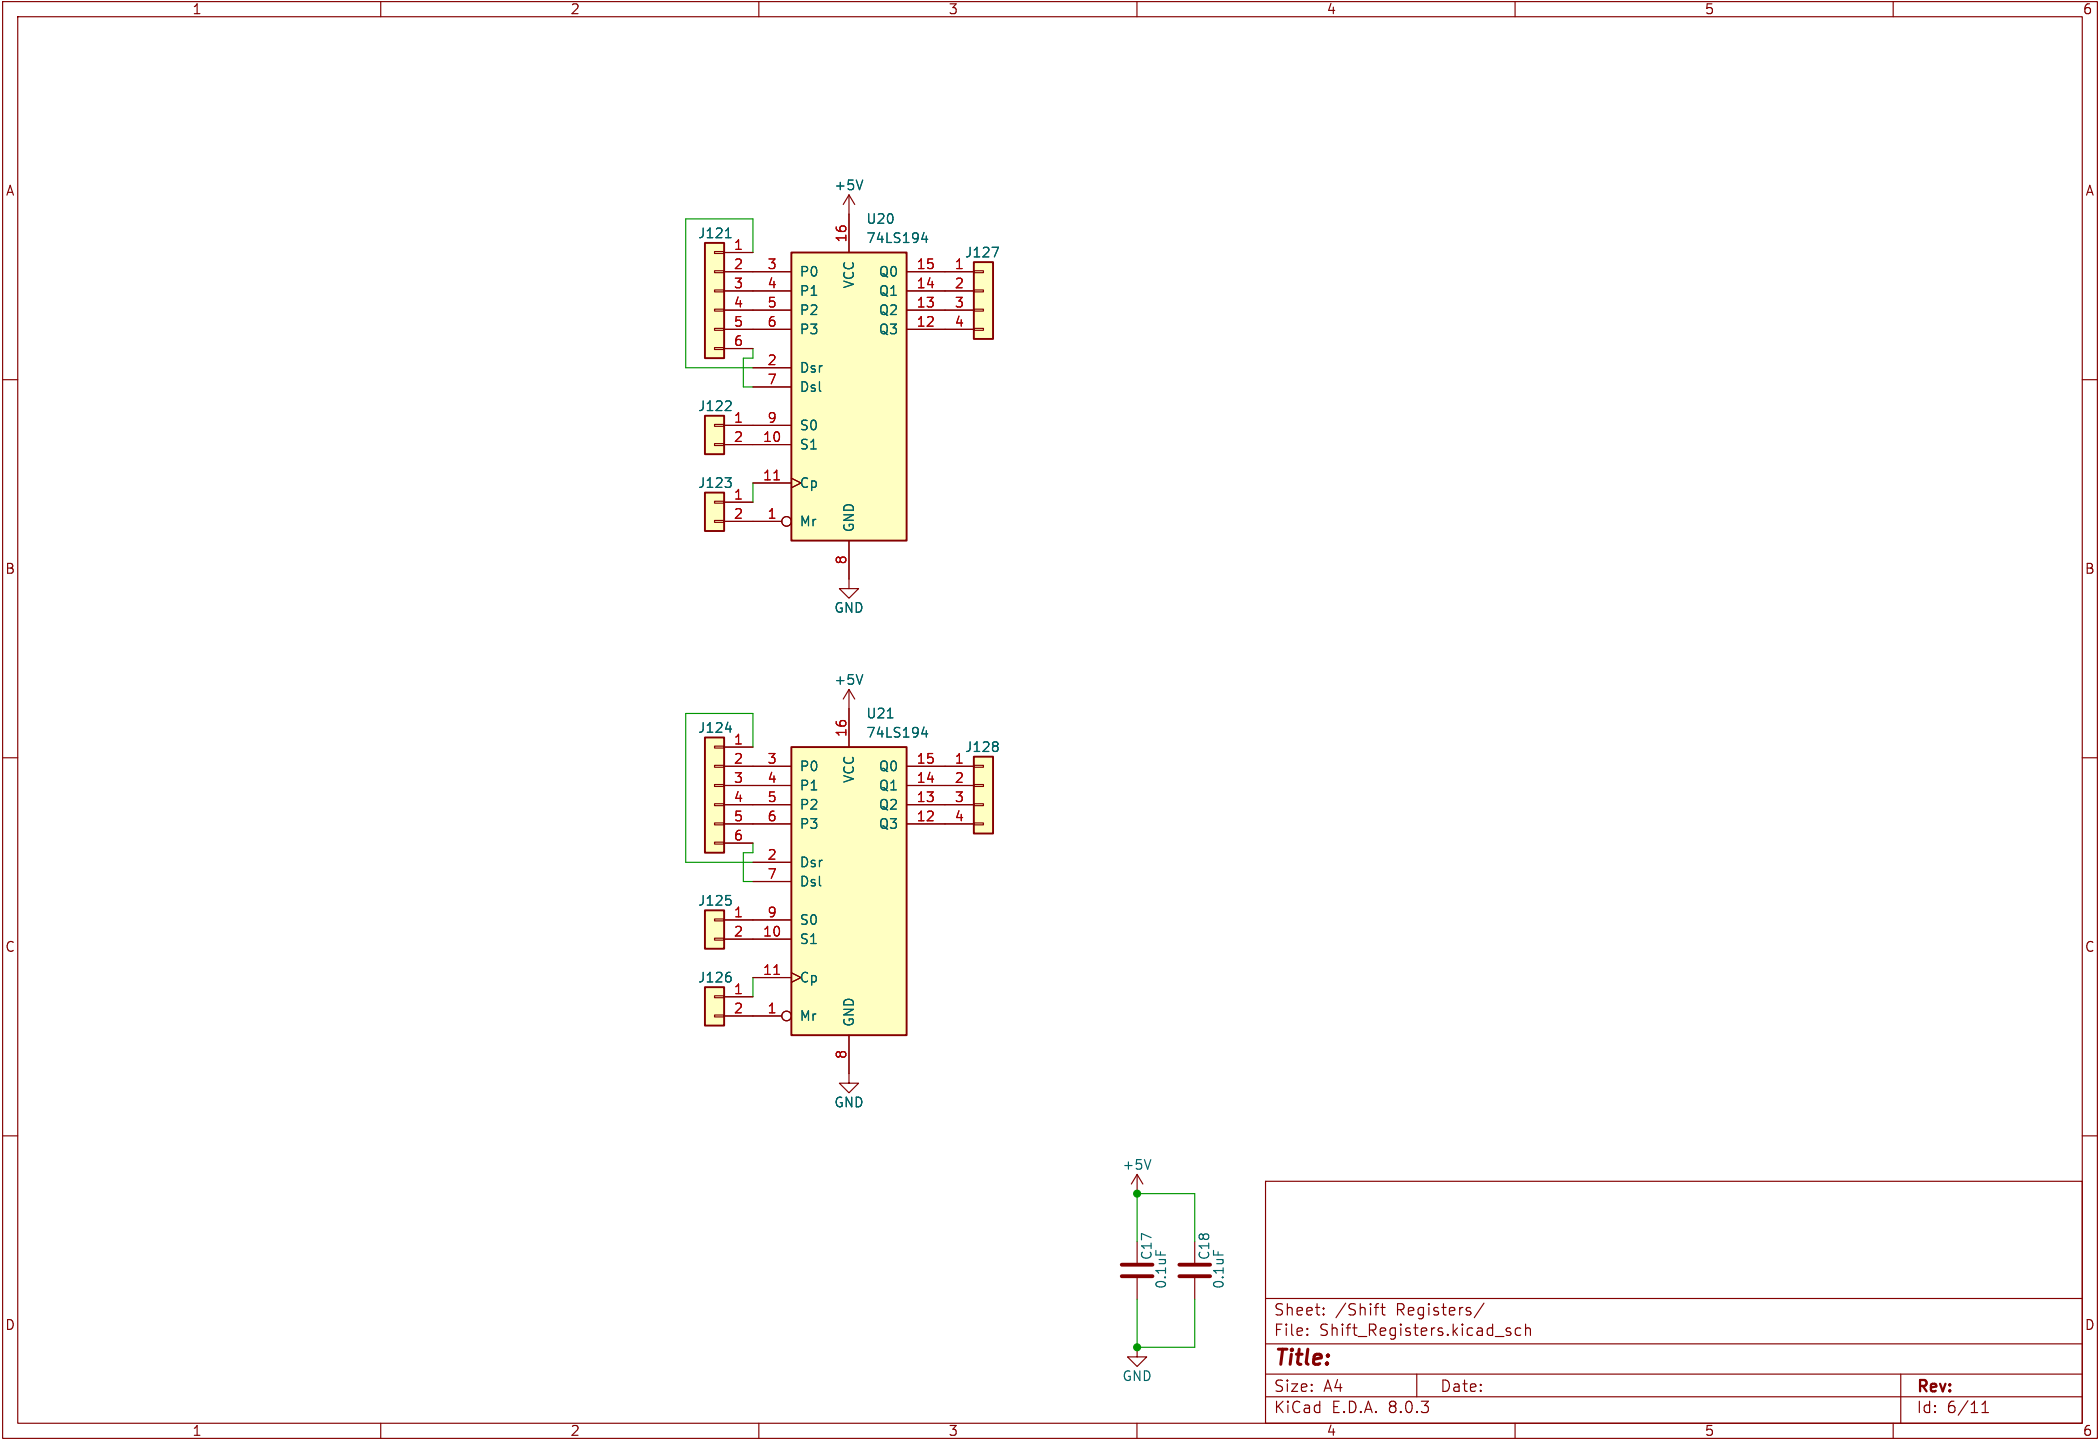 1 2 3 4 5 6
A A
B B
C C
D D
+5V
U20
74LS194
16
J121
1
2 3 P0
3 4 P1
4 5 P2
5 6 P3
6
2 Dsr
7 Dsl
VCC
J127
Q0 15 1
Q1 14 2
Q2 13 3
Q3 12 4
J122
1 9 S0
2 10 S1
J123
11 Cp
1
2 1 Mr
GND
8
GND
+5V
U21
74LS194
16
J124
1
2 3 P0
3 4 P1
4 5 P2
5 6 P3
6
2 Dsr
7 Dsl
VCC
J128
Q0 15 1
Q1 14 2
Q2 13 3
Q3 12 4
J125
1 9 S0
2 10 S1
J126
11 Cp
1
2 1 Mr
GND
8
GND
+5V
C17
0.1uF
C18
0.1uF
GND
Sheet: /Shift Registers/
File: Shift_Registers.kicad_sch
Title:
Size: A4 Date: Rev:
KiCad E.D.A. 8.0.3 Id: 6/11
1 2 3 4 5 6